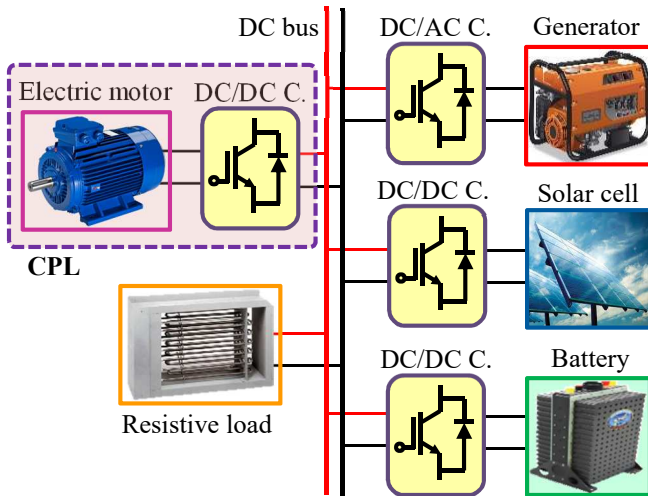 DC bus
DC/AC C.
Generator
Electric motor
DC/DC C.
CPL
DC/DC C.
Solar cell
Resistive load
DC/DC C.
Battery